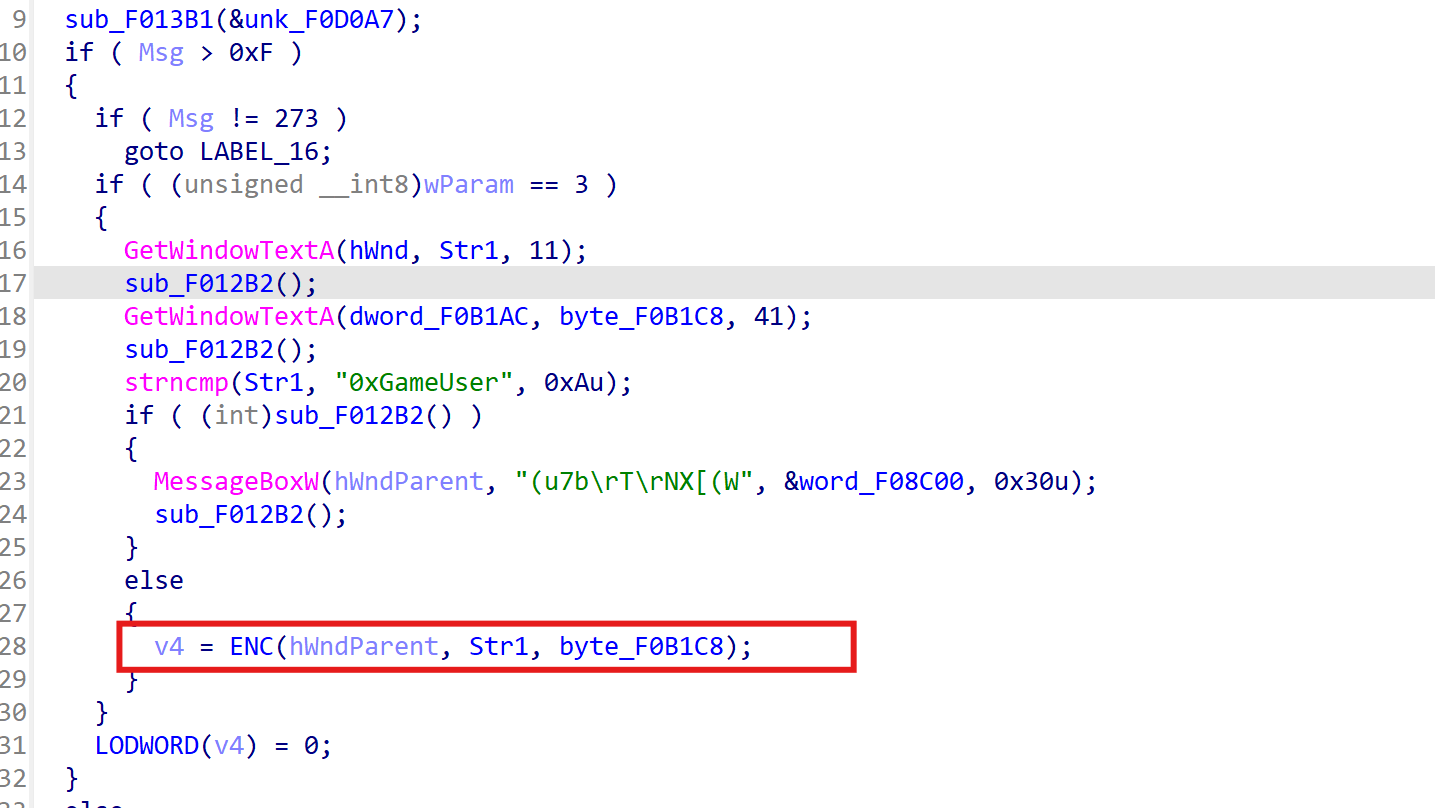 9 sub_F013B1(&unk_F0D0A7);
10 if ( Msg > 0xF )
11 {
12 if ( Msg != 273 )
13 goto LABEL_16;
14 if ( (unsigned __int8)wParam == 3 )
15 {
16 GetWindowTextA(hWnd, Str1, 11);
17 sub_F012B2();
18 GetWindowTextA(dword_F0B1AC, byte_F0B1C8, 41);
19 sub_F012B2();
20 strncmp(Str1, "0xGameUser", 0xAu);
21 if ( (int)sub_F012B2() )
22 {
23 MessageBoxW(hWndParent, "(u7b\rT\rNX[(W", &word_F08C00, 0x30u);
24 sub_F012B2();
25 }
26 else
27 {
28 v4 = ENC(hWndParent, Str1, byte_F0B1C8);
29 }
30 }
31 LODWORD(v4) = 0;
32 }